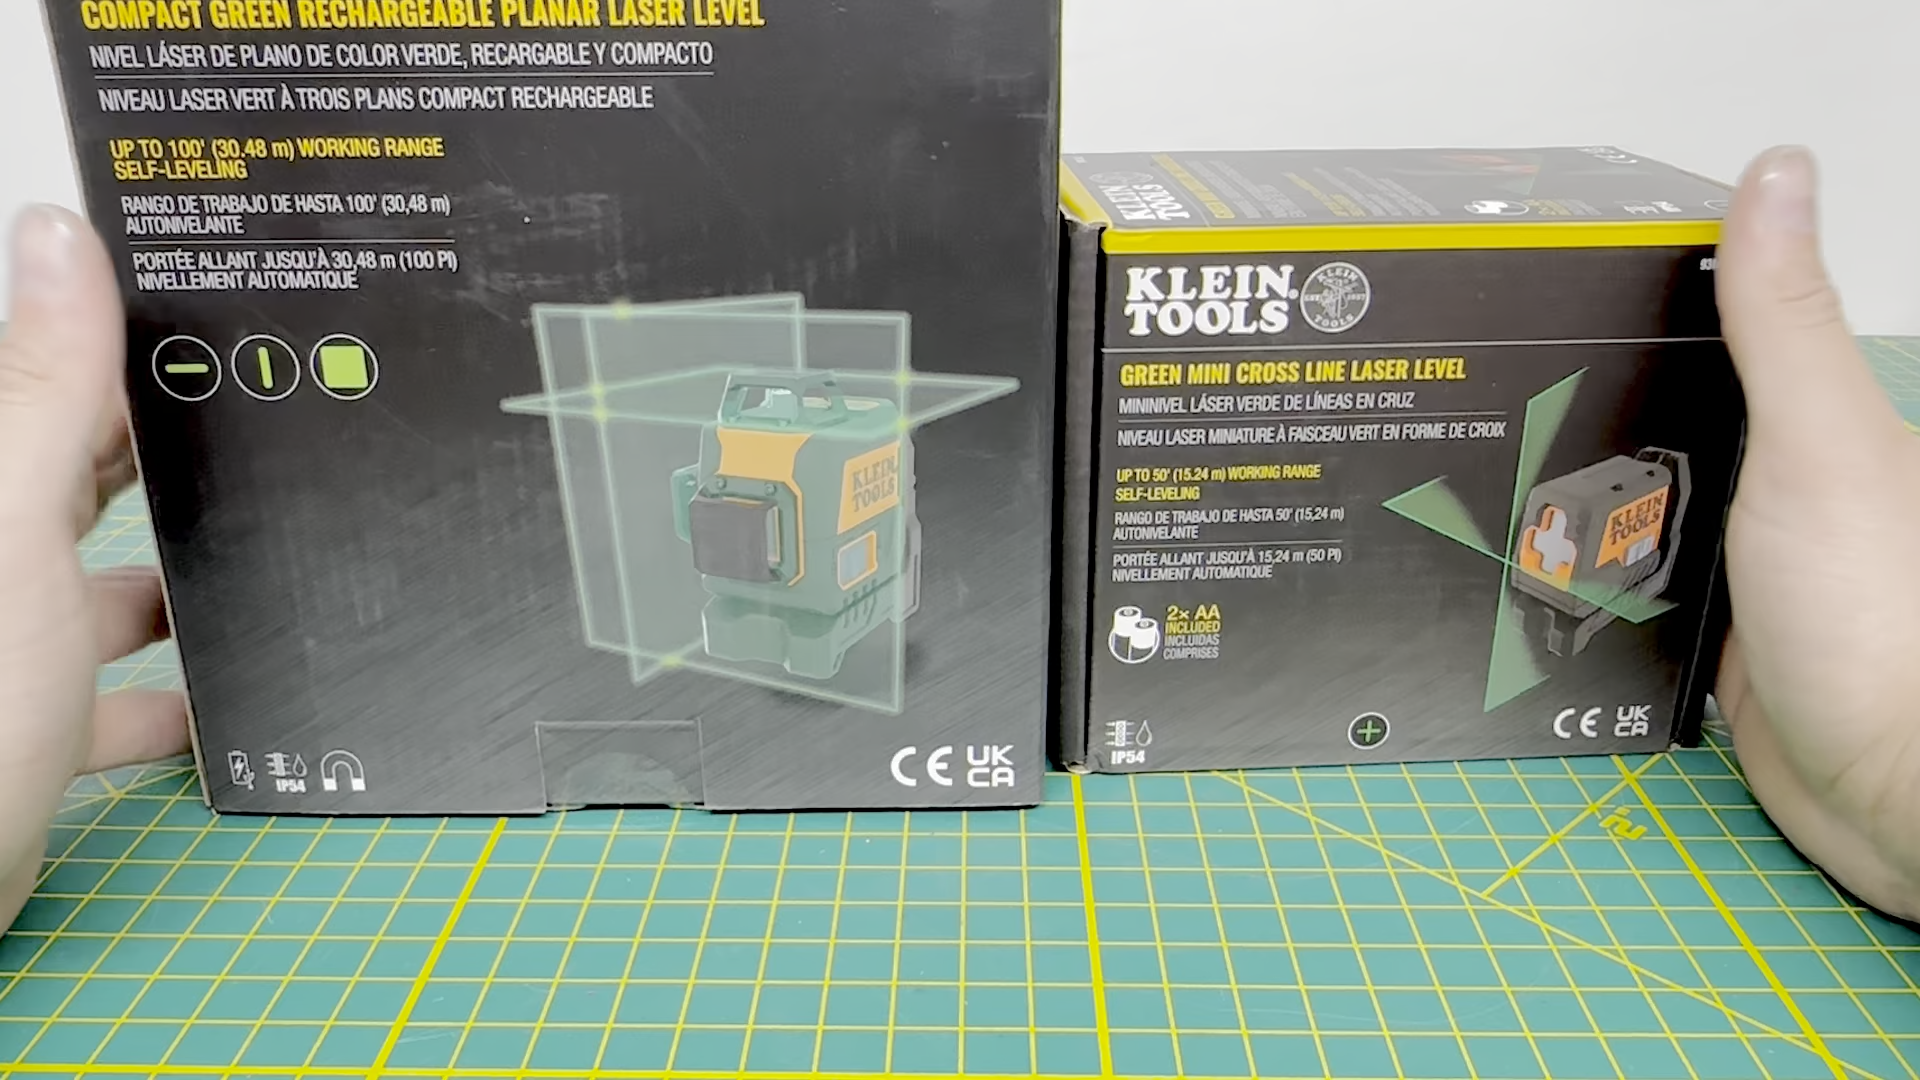 COMPACT GREEN RECHARGEABLE PLANAR LASER LEVEL
NIVEL LÁSER DE PLANO DE COLOR VERDE, RECARGABLE Y COMPACTO
NIVEAU LASER VERT À TROIS PLANS COMPACT RECHARGEABLE
UP TO 100' (30.48 m) WORKING RANGE
SELF-LEVELING
RANGO DE TRABAJO DE HASTA 100' (30,48 m)
AUTONIVELANTE
PORTÉE ALLANT JUSQU'À 30,48 m (100 PI)
NIVELLEMENT AUTOMATIQUE
KLEIN
TOOLS
IP54
CE UK
CA
KLEIN
TOOLS
KLEIN
TOOLS
KLEIN
TOOLS
GREEN MINI CROSS LINE LASER LEVEL
MININIVEL LÁSER VERDE DE LÍNEAS EN CRUZ
NIVEAU LASER MINIATURE À FAISCEAU VERT EN FORME DE CROIX
UP TO 50' (15.24 m) WORKING RANGE
SELF-LEVELING
RANGO DE TRABAJO DE HASTA 50' (15,24 m)
AUTONIVELANTE
PORTÉE ALLANT JUSQU'À 15,24 m (50 PI)
NIVELLEMENT AUTOMATIQUE
KLEIN
TOOLS
2x AA
INCLUDED
INCLUIDAS
COMPRISES
IP54
CE UK
CA